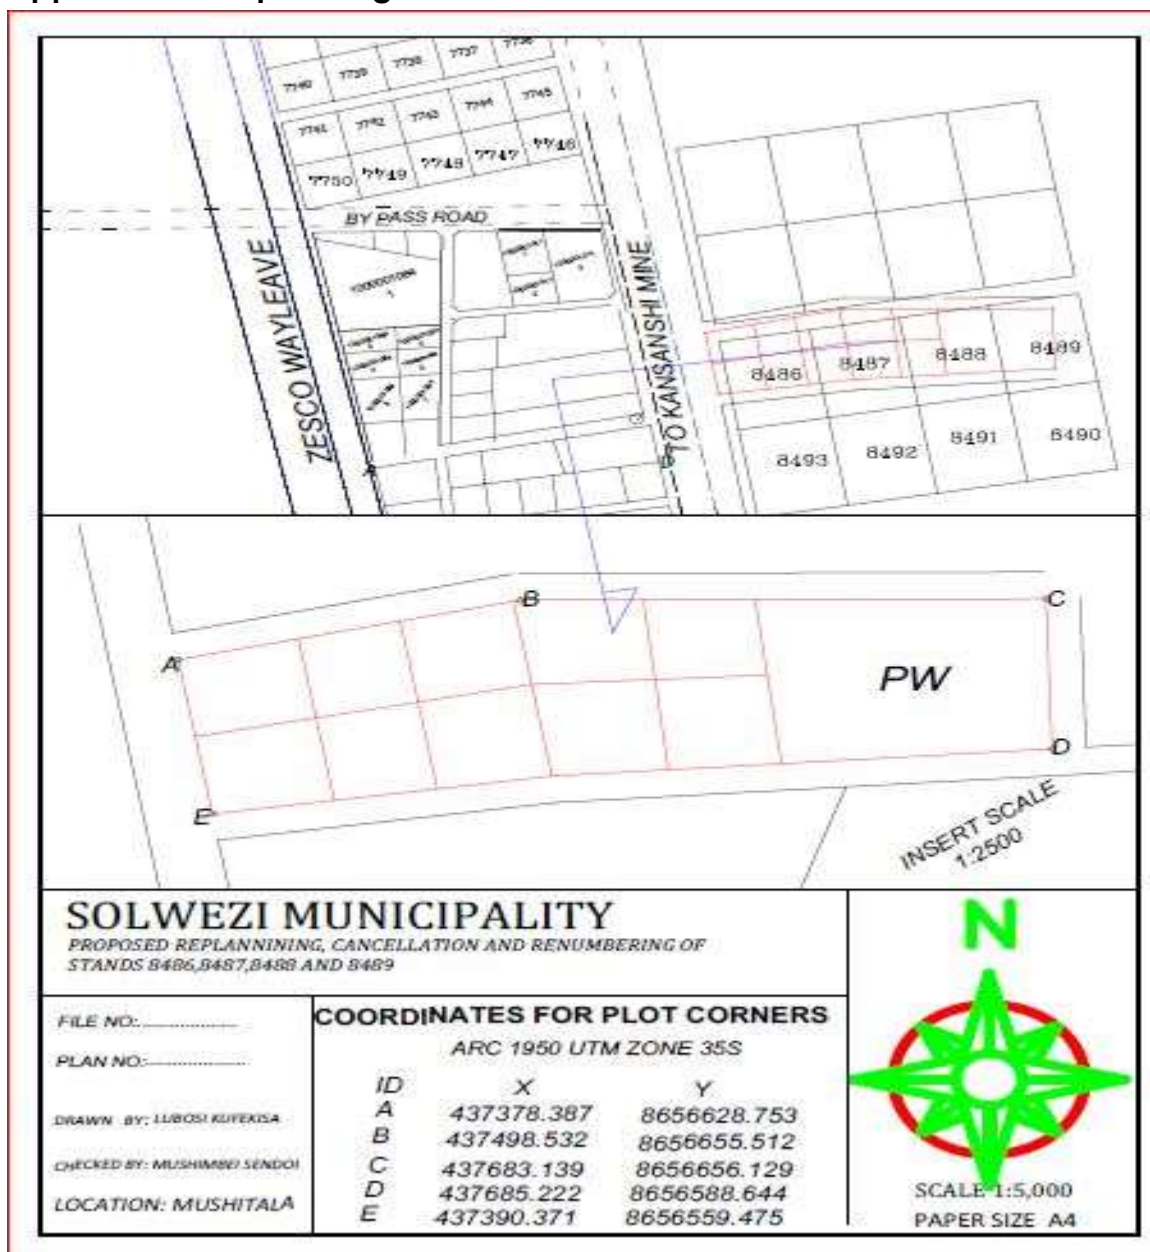 7740 7739 7738 7737 7736
7741 7742 7743 7744 7745
7750 7749 7748 7747 7746
BY PASS ROAD
ZESCO WAYLEAVE
TO KANSANSHI MINE
8486 8487 8488 8489
8493 8492 8491 8490
A
G
B
A
B
C
PW
D
E
INSERT SCALE
1:2500
SOLWEZI MUNICIPALITY
PROPOSED REPLANNINING, CANCELLATION AND RENUMBERING OF
STANDS 8486,8487,8488 AND 8489
N
FILE NO:....................
PLAN NO:....................
DRAWN BY: LUBOSI KUYEKISA
CHECKED BY: MUSHIMBEI SENDOI
LOCATION: MUSHITALA
COORDINATES FOR PLOT CORNERS
ARC 1950 UTM ZONE 35S
ID X Y
A 437378.387 8656628.753
B 437498.532 8656655.512
C 437683.139 8656656.129
D 437685.222 8656588.644
E 437390.371 8656559.475
SCALE 1:5,000
PAPER SIZE A4